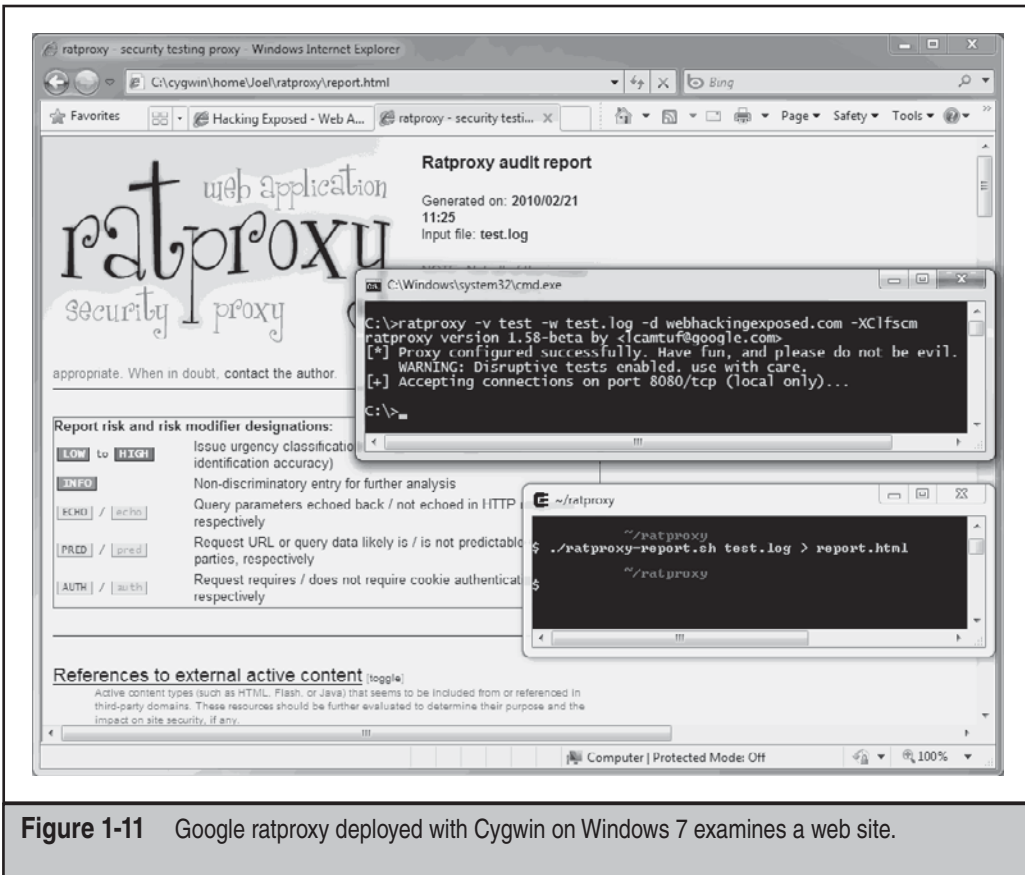 ratproxy - security testing proxy - Windows Internet Explorer
C:\cygwin\home\Joel\ratproxy\report.html
Bing
Favorites
Hacking Exposed - Web A...
ratproxy - security testi...
Page
Safety
Tools
web application
ratproxy
security proxy
Ratproxy audit report
Generated on: 2010/02/21
11:25
Input file: test.log
appropriate. When in doubt, contact the author.
C:\Windows\system32\cmd.exe
C:\>ratproxy -v test -w test.log -d webhackingexposed.com -XClfscm
ratproxy version 1.58-beta by <lcamtuf@google.com>
[*] Proxy configured successfully. Have fun, and please do not be evil.
WARNING: Disruptive tests enabled. use with care.
[+] Accepting connections on port 8080/tcp (local only)...
C:\>
Report risk and risk modifier designations:
LOW to HIGH Issue urgency classificatio
identification accuracy)
INFO Non-discriminatory entry for further analysis
ECHO / echo Query parameters echoed back / not echoed in HTTP
respectively
PRED / pred Request URL or query data likely is / is not predictable
parties, respectively
AUTH / auth Request requires / does not require cookie authenticat
respectively
~/ratproxy
~/ratproxy
$ ./ratproxy-report.sh test.log > report.html
~/ratproxy
$
References to external active content [toggle]
Active content types (such as HTML, Flash, or Java) that seems to be included from or referenced in
third-party domains. These resources should be further evaluated to determine their purpose and the
impact on site security, if any.
Computer | Protected Mode: Off
100%
Figure 1-11 Google ratproxy deployed with Cygwin on Windows 7 examines a web site.